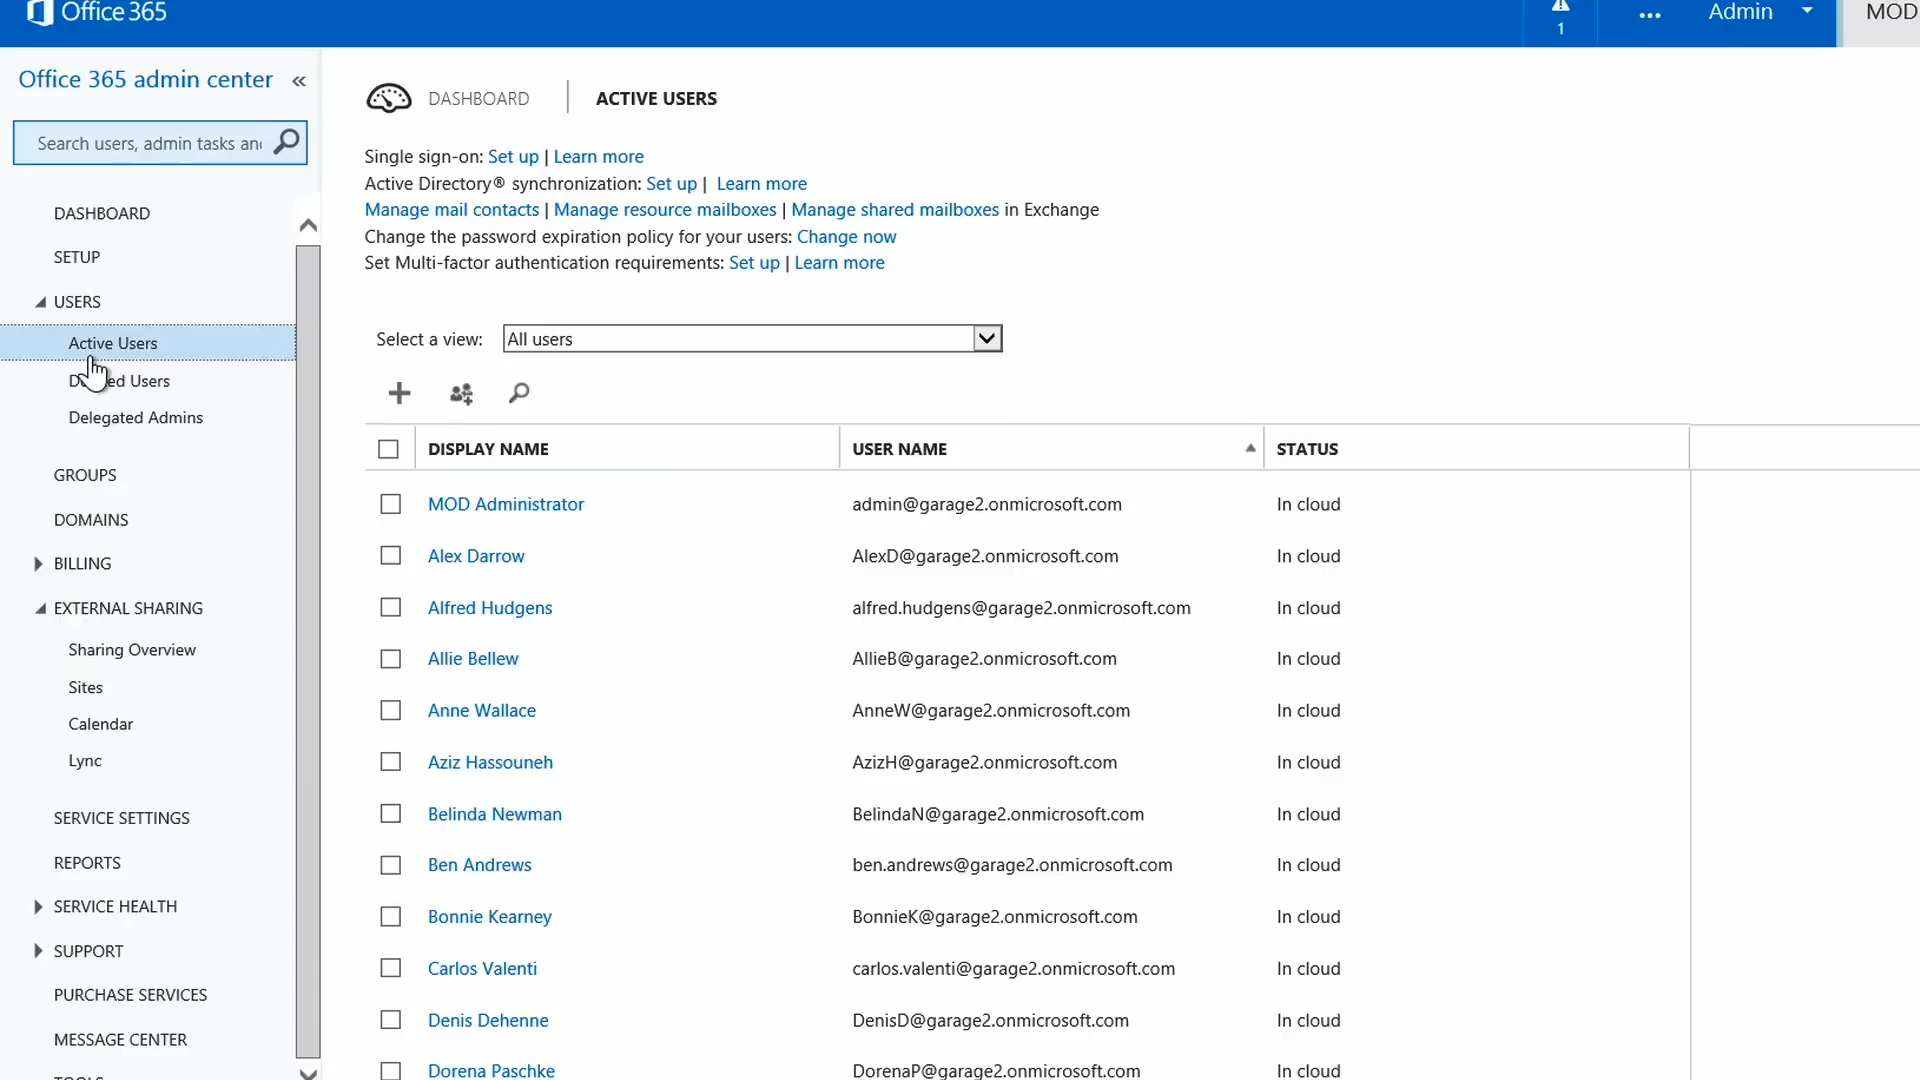 Office 365
1
...
Admin
MOD
Office 365 admin center «
Search users, admin tasks an
DASHBOARD
SETUP
USERS
Active Users
D ed Users
Delegated Admins
GROUPS
DOMAINS
BILLING
EXTERNAL SHARING
Sharing Overview
Sites
Calendar
Lync
SERVICE SETTINGS
REPORTS
SERVICE HEALTH
SUPPORT
PURCHASE SERVICES
MESSAGE CENTER
TOOLS
DASHBOARD | ACTIVE USERS
Single sign-on: Set up | Learn more
Active Directory® synchronization: Set up | Learn more
Manage mail contacts | Manage resource mailboxes | Manage shared mailboxes in Exchange
Change the password expiration policy for your users: Change now
Set Multi-factor authentication requirements: Set up | Learn more
Select a view: All users
DISPLAY NAME USER NAME STATUS
MOD Administrator admin@garage2.onmicrosoft.com In cloud
Alex Darrow AlexD@garage2.onmicrosoft.com In cloud
Alfred Hudgens alfred.hudgens@garage2.onmicrosoft.com In cloud
Allie Bellew AllieB@garage2.onmicrosoft.com In cloud
Anne Wallace AnneW@garage2.onmicrosoft.com In cloud
Aziz Hassouneh AzizH@garage2.onmicrosoft.com In cloud
Belinda Newman BelindaN@garage2.onmicrosoft.com In cloud
Ben Andrews ben.andrews@garage2.onmicrosoft.com In cloud
Bonnie Kearney BonnieK@garage2.onmicrosoft.com In cloud
Carlos Valenti carlos.valenti@garage2.onmicrosoft.com In cloud
Denis Dehenne DenisD@garage2.onmicrosoft.com In cloud
Dorena Paschke DorenaP@garage2.onmicrosoft.com In cloud